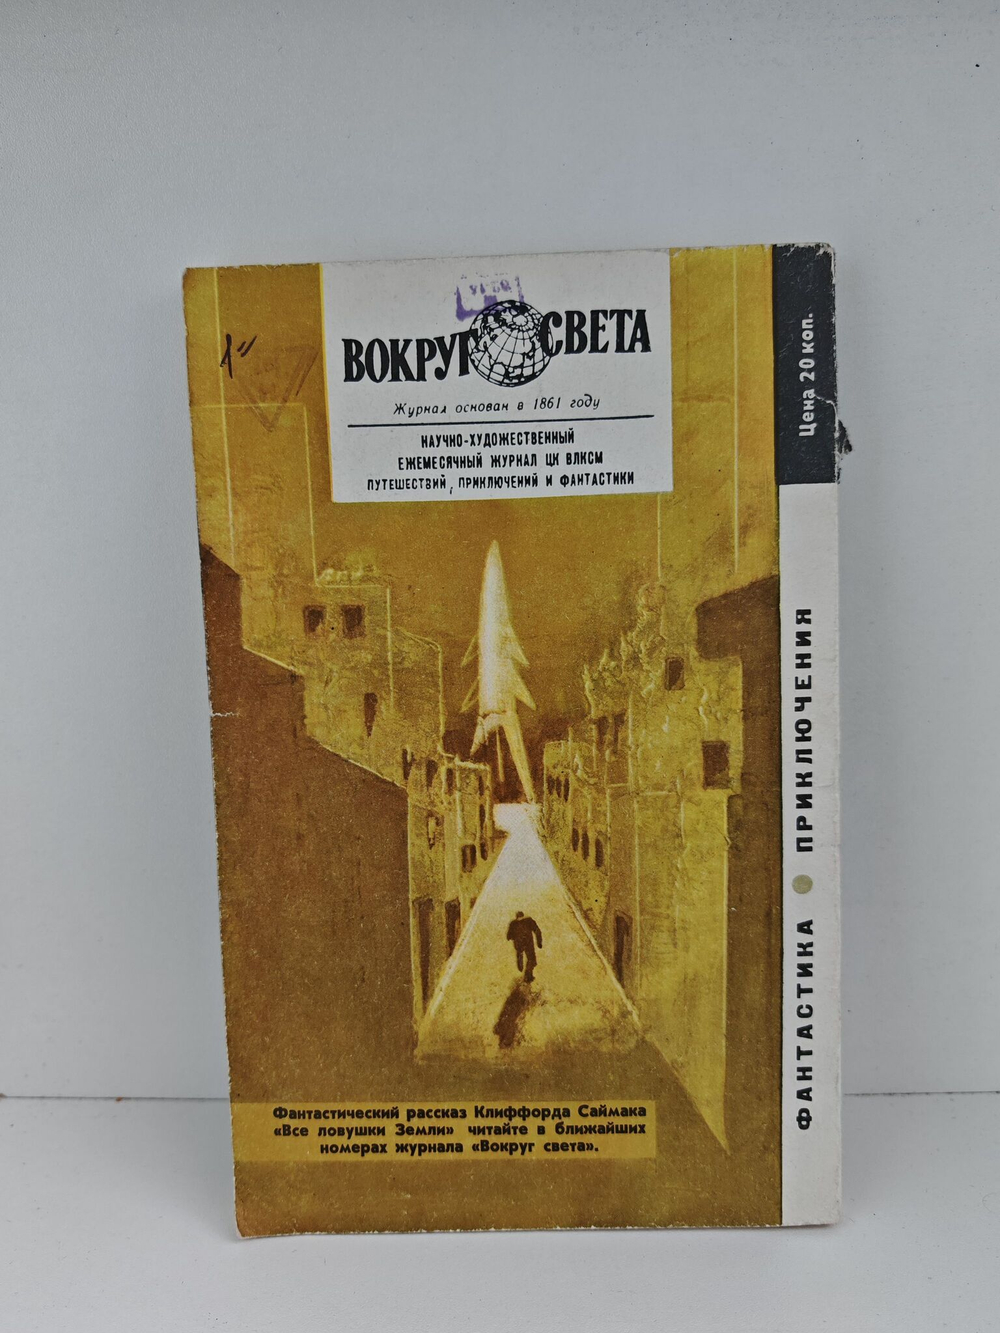 ВОКРУГ СВЕТА
Журнал основан в 1861 году
НАУЧНО-ХУДОЖЕСТВЕННЫЙ
ЕЖЕМЕСЯЧНЫЙ ЖУРНАЛ ЦК ВЛКСМ
ПУТЕШЕСТВИЙ, ПРИКЛЮЧЕНИЙ И ФАНТАСТИКИ
Цена 20 коп.
ФАНТАСТИКА ● ПРИКЛЮЧЕНИЯ
Фантастический рассказ Клиффорда Саймака
«Все ловушки Земли» читайте в ближайших
номерах журнала «Вокруг света».